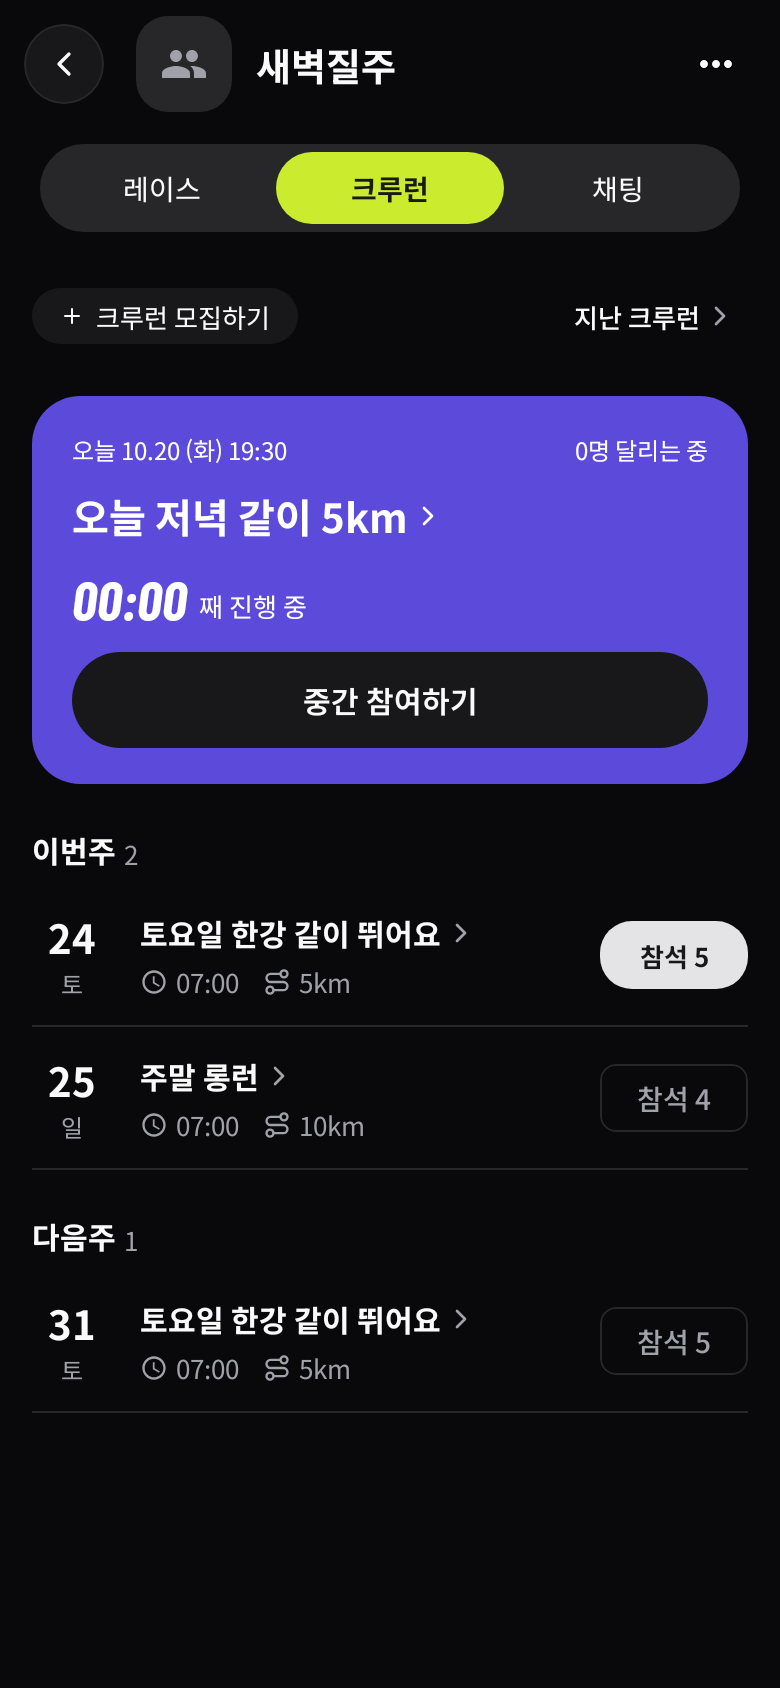 새벽질주
레이스
크루런
채팅
+ 크루런 모집하기
지난 크루런 >
오늘 10.20 (화) 19:30
0명 달리는 중
오늘 저녁 같이 5km >
00:00 째 진행 중
중간 참여하기
이번주 2
24
토
토요일 한강 같이 뛰어요 >
07:00 5km
참석 5
25
일
주말 롱런 >
07:00 10km
참석 4
다음주 1
31
토
토요일 한강 같이 뛰어요 >
07:00 5km
참석 5